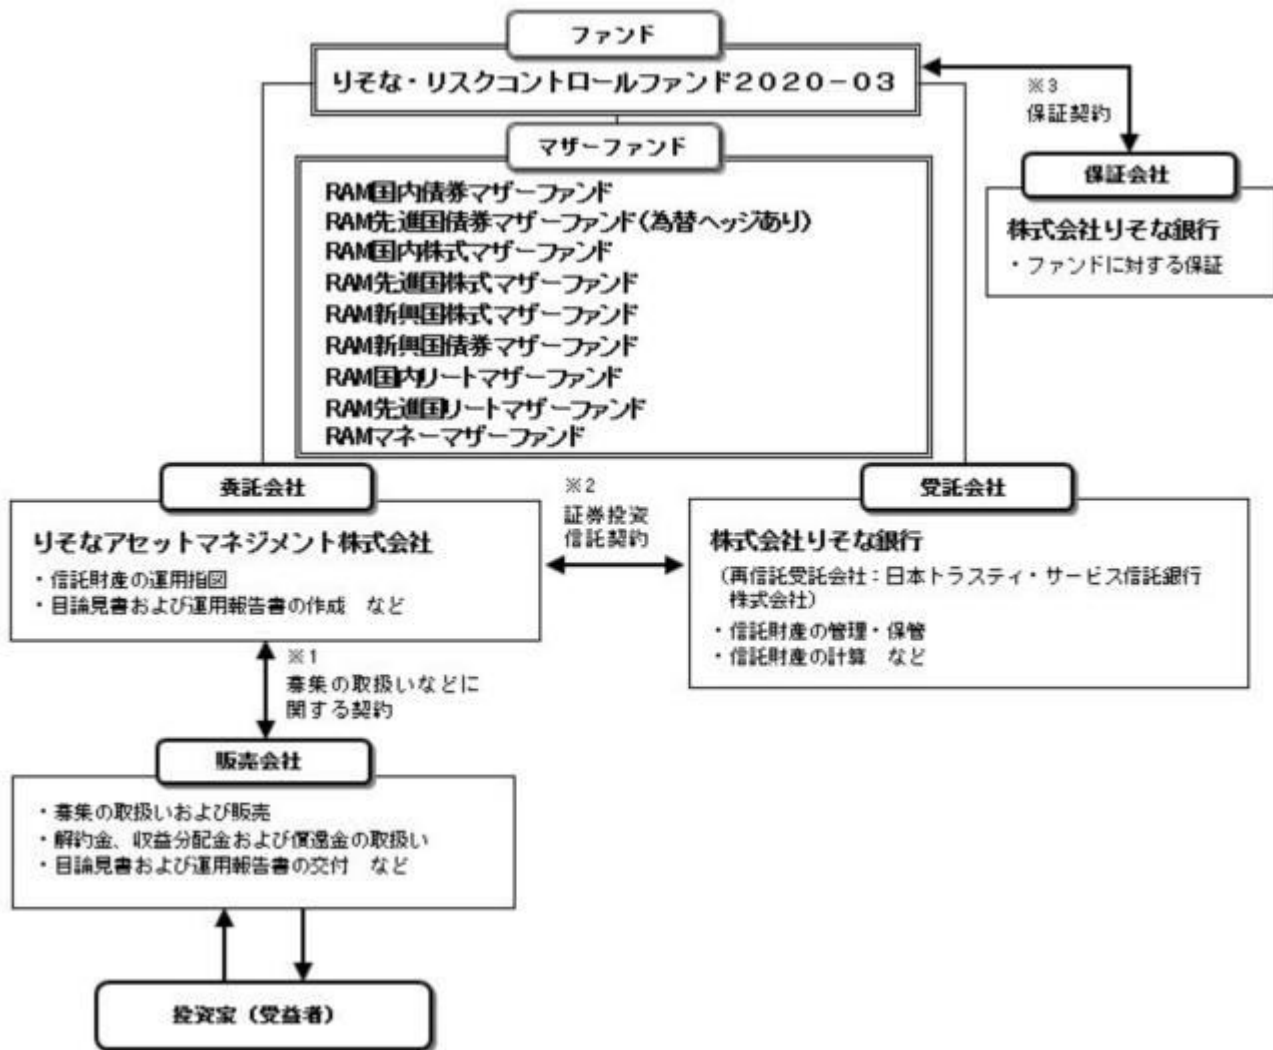 ファンド
りそな・リスクコントロールファンド2020-03
※3
保証契約
マザーファンド
保証会社
RAM国内債券マザーファンド
RAM先進国債券マザーファンド(為替ヘッジあり)
RAM国内株式マザーファンド
RAM先進国株式マザーファンド
RAM新興国株式マザーファンド
RAM新興国債券マザーファンド
RAM国内リートマザーファンド
RAM先進国リートマザーファンド
RAMマネーマザーファンド
株式会社りそな銀行
・ファンドに対する保証
委託会社
りそなアセットマネジメント株式会社
・信託財産の運用指図
・目論見書および運用報告書の作成 など
※2
証券投資
信託契約
受託会社
株式会社りそな銀行
(再信託受託会社:日本トラスティ・サービス信託銀行
株式会社)
・信託財産の管理・保管
・信託財産の計算 など
※1
募集の取扱いなどに
関する契約
販売会社
・募集の取扱いおよび販売
・解約金、収益分配金および償還金の取扱い
・目論見書および運用報告書の交付 など
投資家(受益者)